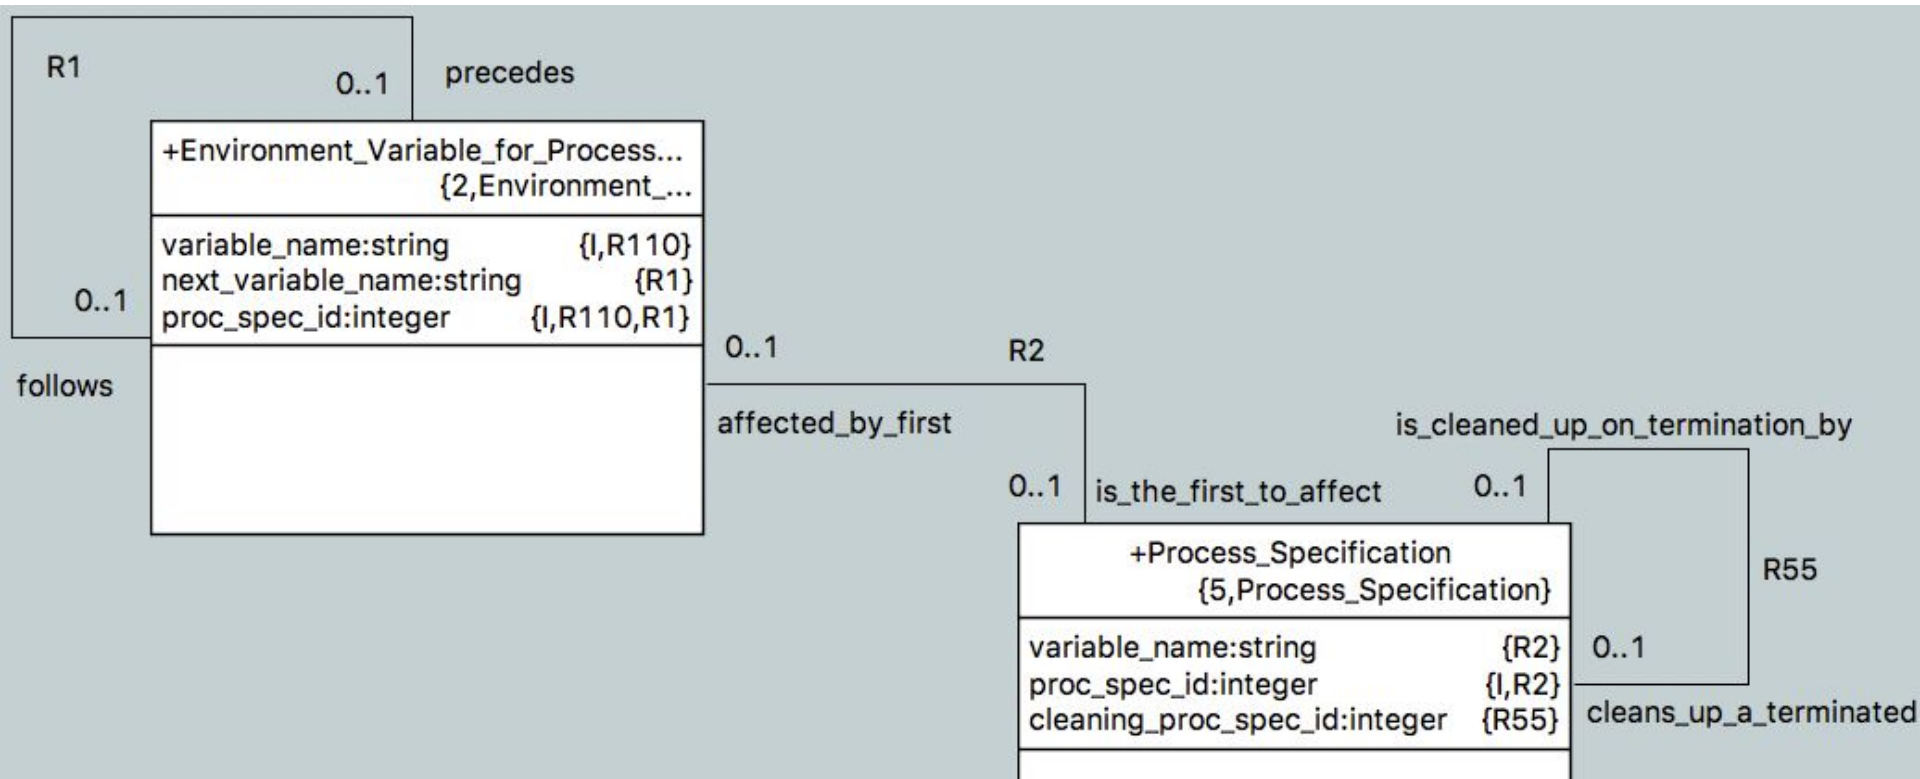 R1
0..1
precedes
+Environment_Variable_for_Process...
{2,Environment_...
variable_name:string {I,R110}
next_variable_name:string {R1}
proc_spec_id:integer {I,R110,R1}
0..1
follows
0..1
R2
affected_by_first
is_cleaned_up_on_termination_by
0..1
is_the_first_to_affect
0..1
+Process_Specification
{5,Process_Specification}
R55
variable_name:string {R2}
proc_spec_id:integer {I,R2}
cleaning_proc_spec_id:integer {R55}
0..1
cleans_up_a_terminated